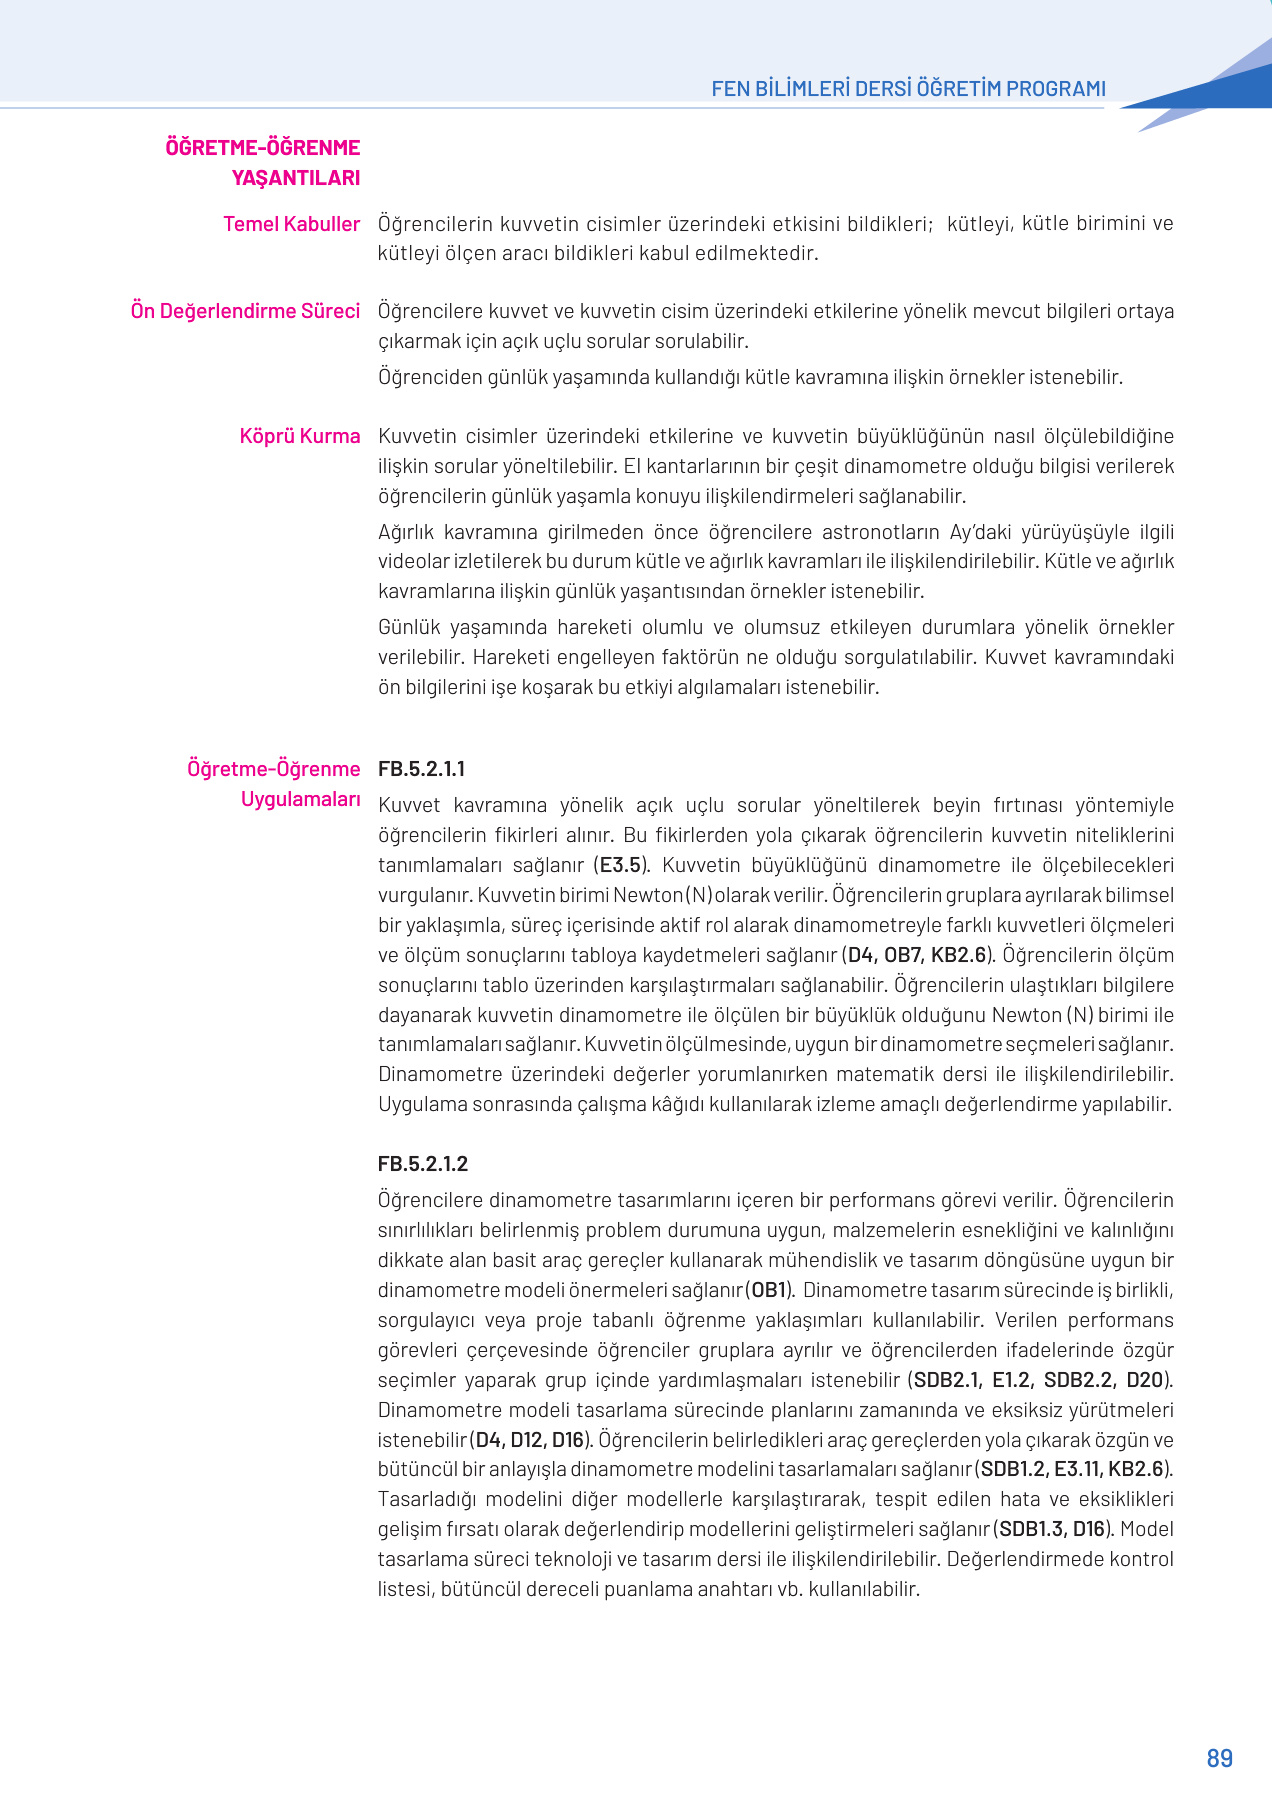 FEN BİLİMLERİ DERSİ ÖĞRETİM PROGRAMI
ÖĞRETME-ÖĞRENME
YAŞANTILARI
Temel Kabuller
Öğrencilerin kuvvetin cisimler üzerindeki etkisini bildikleri; kütleyi, kütle birimini ve
kütleyi ölçen aracı bildikleri kabul edilmektedir.
Ön Değerlendirme Süreci
Öğrencilere kuvvet ve kuvvetin cisim üzerindeki etkilerine yönelik mevcut bilgileri ortaya
çıkarmak için açık uçlu sorular sorulabilir.
Öğrenciden günlük yaşamında kullandığı kütle kavramına ilişkin örnekler istenebilir.
Köprü Kurma
Kuvvetin cisimler üzerindeki etkilerine ve kuvvetin büyüklüğünün nasıl ölçülebildiğine
ilişkin sorular yöneltilebilir. El kantarlarının bir çeşit dinamometre olduğu bilgisi verilerek
öğrencilerin günlük yaşamla konuyu ilişkilendirmeleri sağlanabilir.
Ağırlık kavramına girilmeden önce öğrencilere astronotların Ay’daki yürüyüşüyle ilgili
videolar izletilerek bu durum kütle ve ağırlık kavramları ile ilişkilendirilebilir. Kütle ve ağırlık
kavramlarına ilişkin günlük yaşantısından örnekler istenebilir.
Günlük yaşamında hareketi olumlu ve olumsuz etkileyen durumlara yönelik örnekler
verilebilir. Hareketi engelleyen faktörün ne olduğu sorgulatılabilir. Kuvvet kavramındaki
ön bilgilerini işe koşarak bu etkiyi algılamaları istenebilir.
Öğretme-Öğrenme
Uygulamaları
FB.5.2.1.1
Kuvvet kavramına yönelik açık uçlu sorular yöneltilerek beyin fırtınası yöntemiyle
öğrencilerin fikirleri alınır. Bu fikirlerden yola çıkarak öğrencilerin kuvvetin niteliklerini
tanımlamaları sağlanır (E3.5). Kuvvetin büyüklüğünü dinamometre ile ölçebilecekleri
vurgulanır. Kuvvetin birimi Newton (N) olarak verilir. Öğrencilerin gruplara ayrılarak bilimsel
bir yaklaşımla, süreç içerisinde aktif rol alarak dinamometreyle farklı kuvvetleri ölçmeleri
ve ölçüm sonuçlarını tabloya kaydetmeleri sağlanır (D4, OB7, KB2.6). Öğrencilerin ölçüm
sonuçlarını tablo üzerinden karşılaştırmaları sağlanabilir. Öğrencilerin ulaştıkları bilgilere
dayanarak kuvvetin dinamometre ile ölçülen bir büyüklük olduğunu Newton (N) birimi ile
tanımlamaları sağlanır. Kuvvetin ölçülmesinde, uygun bir dinamometre seçmeleri sağlanır.
Dinamometre üzerindeki değerler yorumlanırken matematik dersi ile ilişkilendirilebilir.
Uygulama sonrasında çalışma kâğıdı kullanılarak izleme amaçlı değerlendirme yapılabilir.
FB.5.2.1.2
Öğrencilere dinamometre tasarımlarını içeren bir performans görevi verilir. Öğrencilerin
sınırlılıkları belirlenmiş problem durumuna uygun, malzemelerin esnekliğini ve kalınlığını
dikkate alan basit araç gereçler kullanarak mühendislik ve tasarım döngüsüne uygun bir
dinamometre modeli önermeleri sağlanır (OB1). Dinamometre tasarım sürecinde iş birlikli,
sorgulayıcı veya proje tabanlı öğrenme yaklaşımları kullanılabilir. Verilen performans
görevleri çerçevesinde öğrenciler gruplara ayrılır ve öğrencilerden ifadelerinde özgür
seçimler yaparak grup içinde yardımlaşmaları istenebilir (SDB2.1, E1.2, SDB2.2, D20).
Dinamometre modeli tasarlama sürecinde planlarını zamanında ve eksiksiz yürütmeleri
istenebilir (D4, D12, D16). Öğrencilerin belirledikleri araç gereçlerden yola çıkarak özgün ve
bütüncül bir anlayışla dinamometre modelini tasarlamaları sağlanır (SDB1.2, E3.11, KB2.6).
Tasarladığı modelini diğer modellerle karşılaştırarak, tespit edilen hata ve eksiklikleri
gelişim fırsatı olarak değerlendirip modellerini geliştirmeleri sağlanır (SDB1.3, D16). Model
tasarlama süreci teknoloji ve tasarım dersi ile ilişkilendirilebilir. Değerlendirmede kontrol
listesi, bütüncül dereceli puanlama anahtarı vb. kullanılabilir.
89